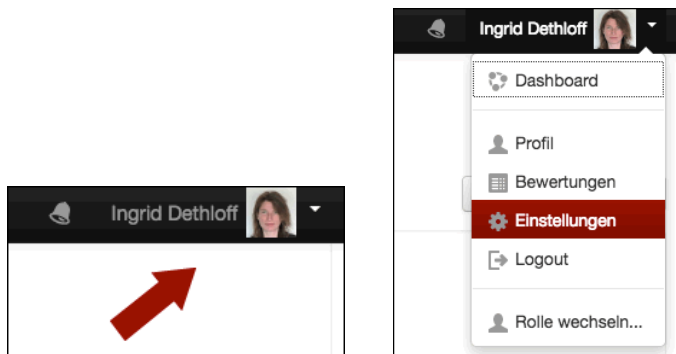 Ingrid Dethloff
Ingrid Dethloff
Dashboard
Profil
Bewertungen
Einstellungen
Logout
Rolle wechseln...